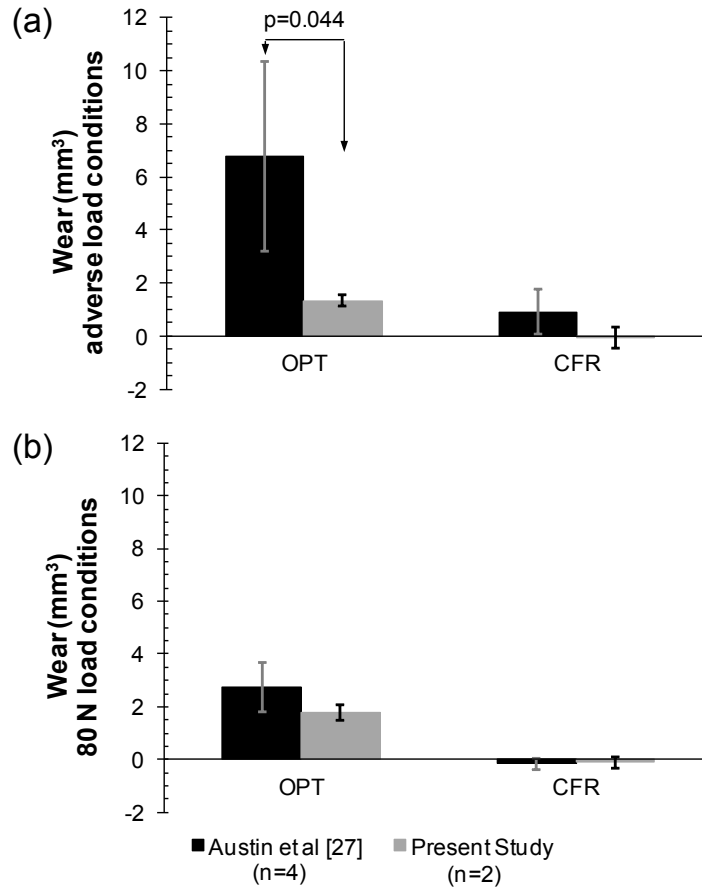 (a)
p=0.044
Wear (mm³)
adverse load conditions
12
10
8
6
4
2
0
-2
OPT
CFR
(b)
Wear (mm³)
80 N load conditions
12
10
8
6
4
2
0
-2
OPT
CFR
Austin et al [27]
(n=4)
Present Study
(n=2)